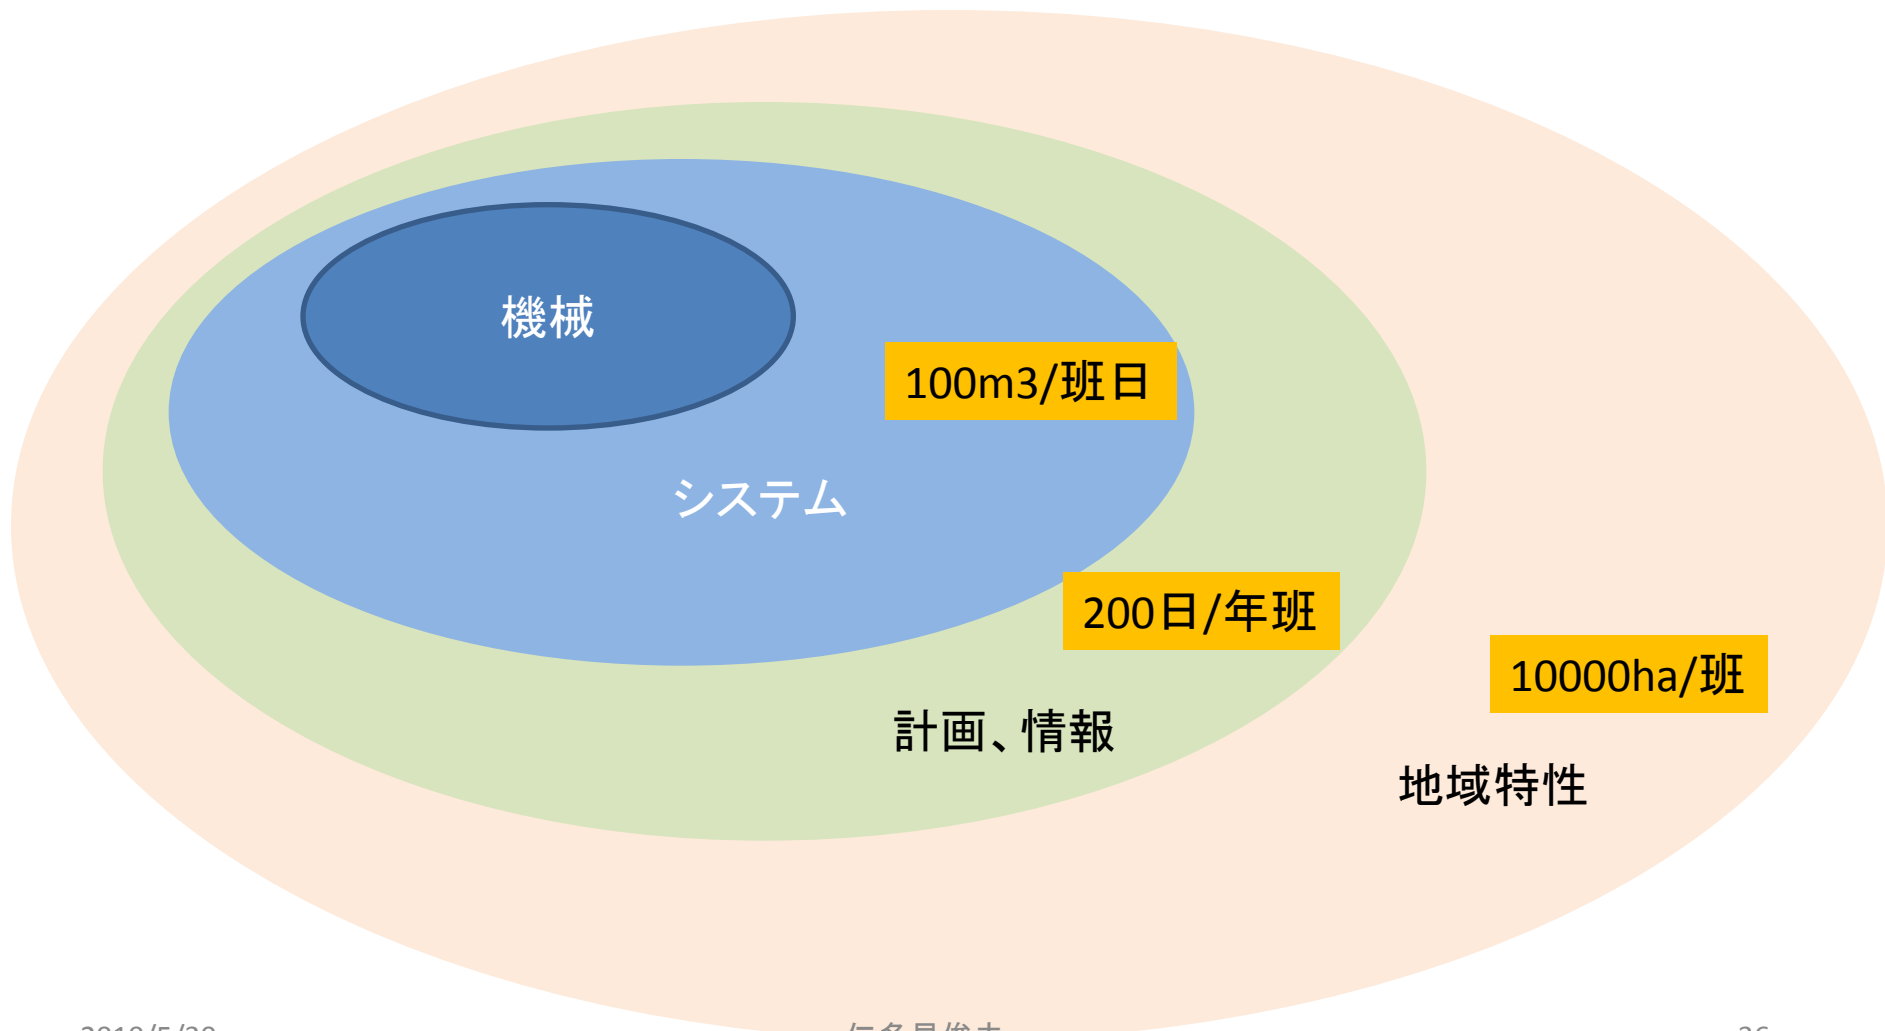 機械
100m3/班日
システム
200日/年班
10000ha/班
計画、情報
地域特性